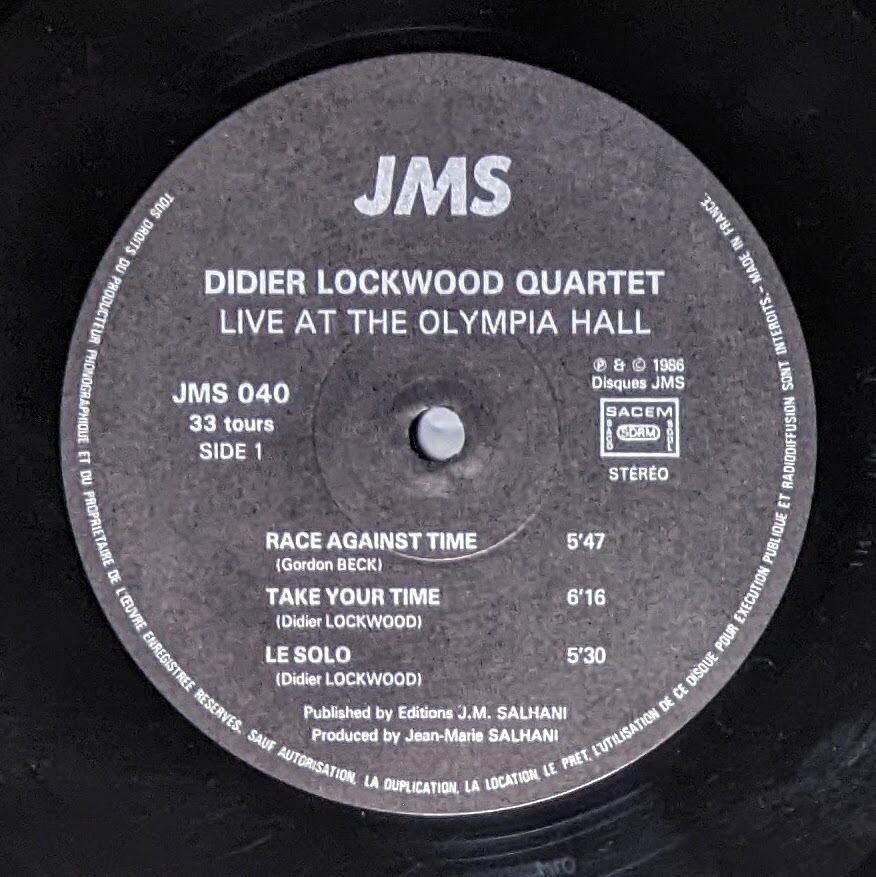 JMS
DIDIER LOCKWOOD QUARTET
LIVE AT THE OLYMPIA HALL
JMS 040
33 tours
SIDE 1
℗ & © 1986
Disques JMS
SACEM
SACD
SDRM
SGDL
STÉRÉO
RACE AGAINST TIME 5'47
(Gordon BECK)
TAKE YOUR TIME 6'16
(Didier LOCKWOOD)
LE SOLO 5'30
(Didier LOCKWOOD)
Published by Editions J.M. SALHANI
Produced by Jean-Marie SALHANI
TOUS DROITS DU PRODUCTEUR PHONOGRAPHIQUE ET DU PROPRIETAIRE DE L'ŒUVRE ENREGISTREE RESERVES. SAUF AUTORISATION, LA DUPLICATION, LA LOCATION, LE PRET, L'UTILISATION DE CE DISQUE POUR EXECUTION PUBLIQUE ET RADIODIFFUSION SONT INTERDITS. - MADE IN FRANCE.